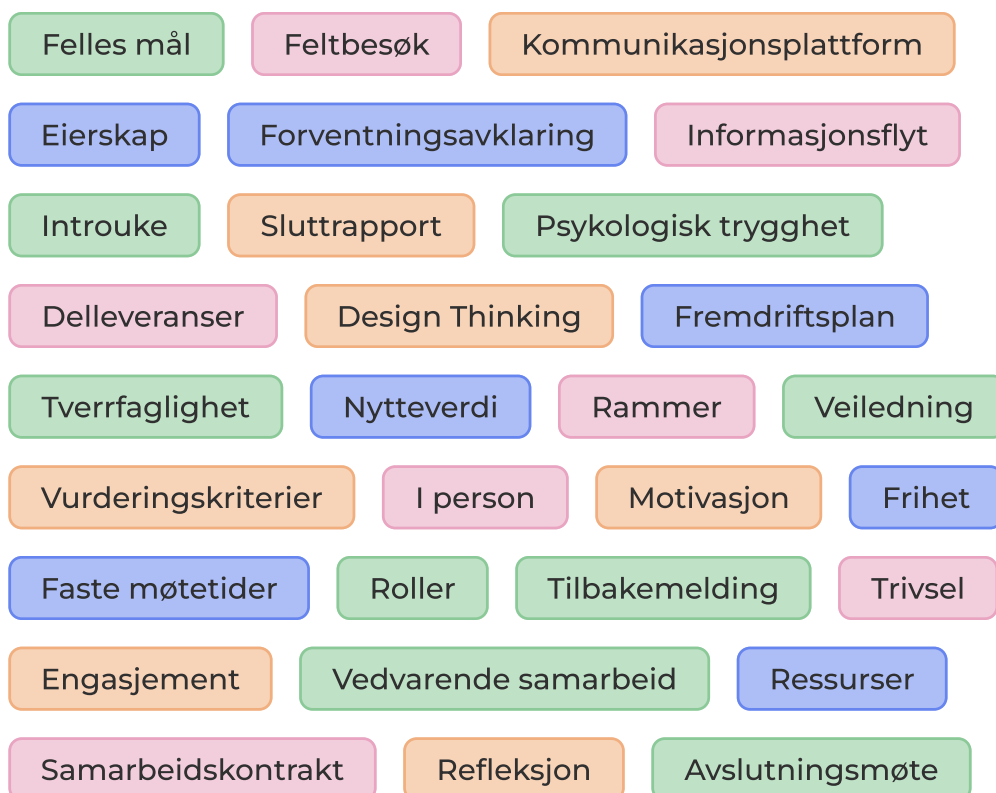 Felles mål Feltbesøk Kommunikasjonsplattform
Eierskap Forventningsavklaring Informasjonsflyt
Introuke Sluttrapport Psykologisk trygghet
Delleveranser Design Thinking Fremdriftsplan
Tverrfaglighet Nytteverdi Rammer Veiledning
Vurderingskriterier I person Motivasjon Frihet
Faste møtetider Roller Tilbakemelding Trivsel
Engasjement Vedvarende samarbeid Ressurser
Samarbeidskontrakt Refleksjon Avslutningsmøte